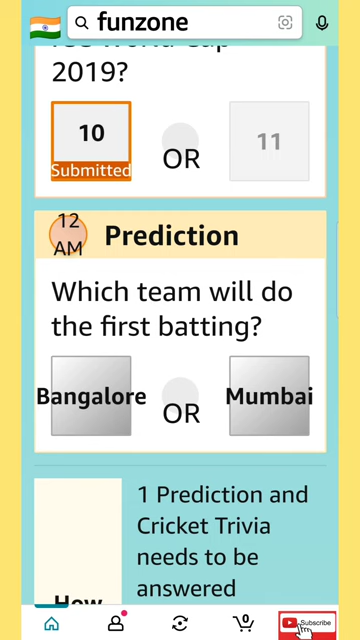 funzone
2019?
10
OR
11
Submitted
12
AM
Prediction
Which team will do
the first batting?
Bangalore
OR
Mumbai
1 Prediction and
Cricket Trivia
needs to be
answered
How
0
Subscribe